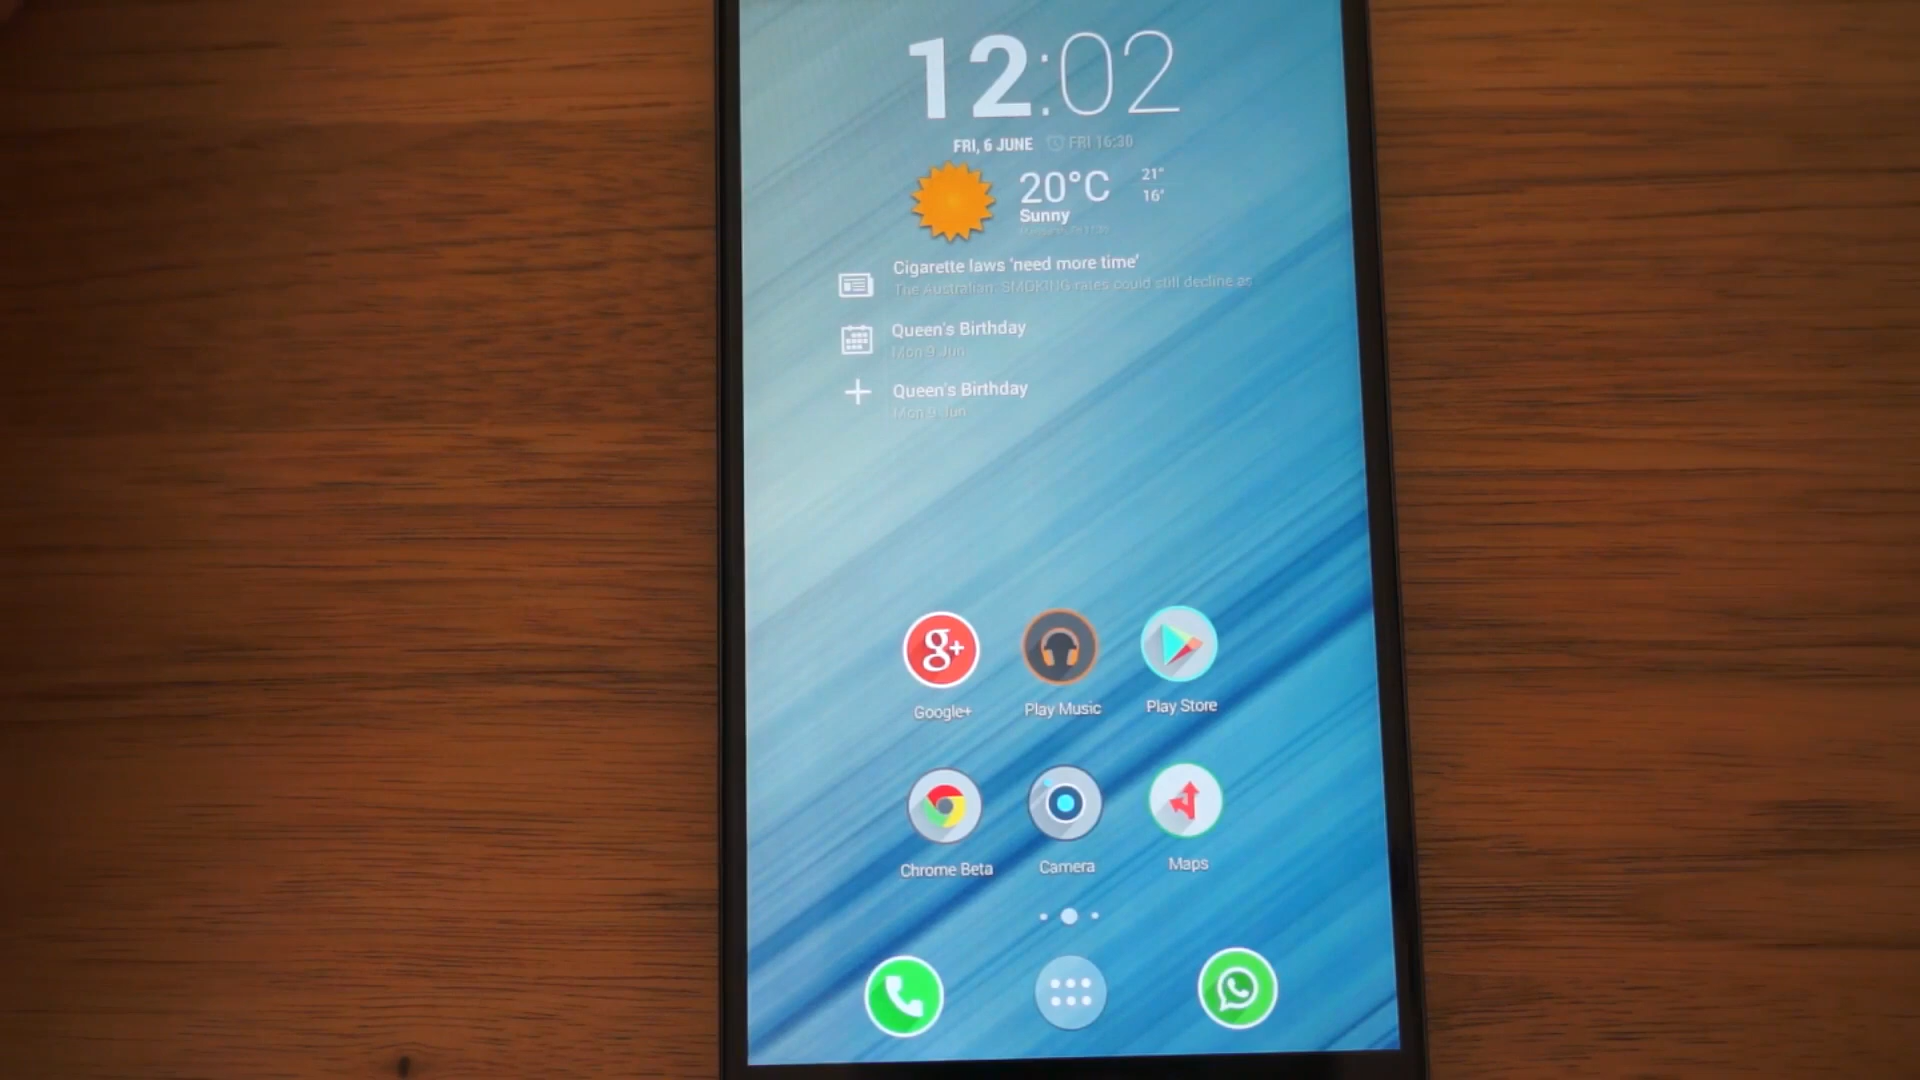 12:02
FRI, 6 JUNE FRI 16:30
20°C 21°
16°
Sunny
Cigarette laws 'need more time'
The Australian: SMOKING rates could still decline as
Queen's Birthday
Mon 9 Jun
Queen's Birthday
Mon 9 Jun
g+
Google+ Play Music Play Store
Chrome Beta Camera Maps